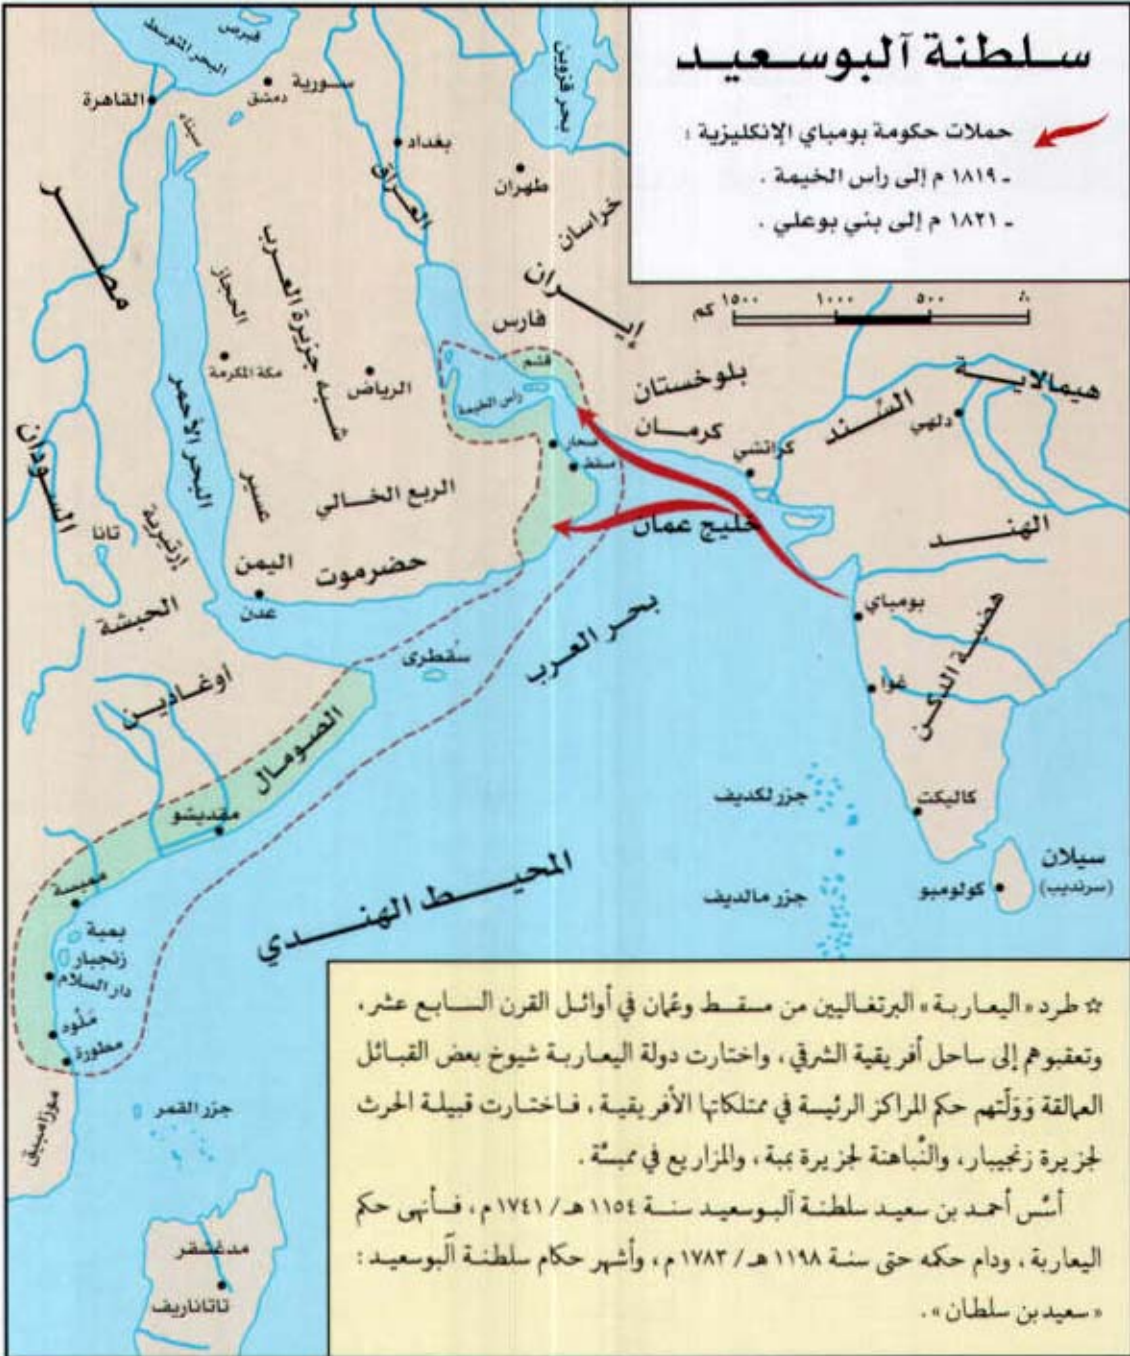 سلطنة آلبوسعيد
حملات حكومة بومباي الإنكليزية :
ـ ١٨١٩ م إلى رأس الخيمة .
ـ ١٨٢١ م إلى بني بوعلي .
٠ ٥٠٠ ١٠٠٠ ١٥٠٠ كم
قبرص
البحر المتوسط
بحر قزوين
سورية
دمشق
القاهرة
سيناء
بغداد
العراق
طهران
خراسان
مصر
إيران
الحجاز
شبه جزيرة العرب
فارس
قشم
مكة المكرمة
الرياض
رأس الخيمة
بلوخستان
كرمان
هيمالاية
السند
دلهي
كراتشي
صحار
مسقط
البحر الأحمر
السودان
عسير
الربع الخالي
خليج عمان
الهند
تانا
إرتيرية
اليمن
حضرموت
عدن
الحبشة
بومباي
هضبة الدكن
بحر العرب
سقطرى
غوا
أوغادين
الصومال
جزر لكديف
كاليكت
مقديشو
سيلان
(سرنديب)
كولومبو
المحيط الهندي
جزر مالديف
ممبسة
بمبة
زنجبار
دار السلام
مطورة
موزامبيق
جزر القمر
مدغشقر
تاتاناريف
☆ طرد «اليعاربة» البرتغاليين من مسقط وعُمان في أوائل القرن السابع عشر،
وتعقبوهم إلى ساحل أفريقية الشرقي، واختارت دولة اليعاربة شيوخ بعض القبائل
العمالقة وَوَلَّتهم حكم المراكز الرئيسة في ممتلكاتها الأفريقية، فاختارت قبيلة الحرث
لجزيرة زنجيبار، والنَّباهنة لجزيرة بمبة، والمزاريع في ممبسَّة.
أسَّس أحمد بن سعيد سلطنة آلبوسعيد سنة ١١٥٤ هـ/ ١٧٤١ م، فأنهى حكم
اليعاربة، ودام حكمه حتى سنة ١١٩٨ هـ/ ١٧٨٣ م، وأشهر حكام سلطنة آلبوسعيد :
«سعيد بن سلطان».